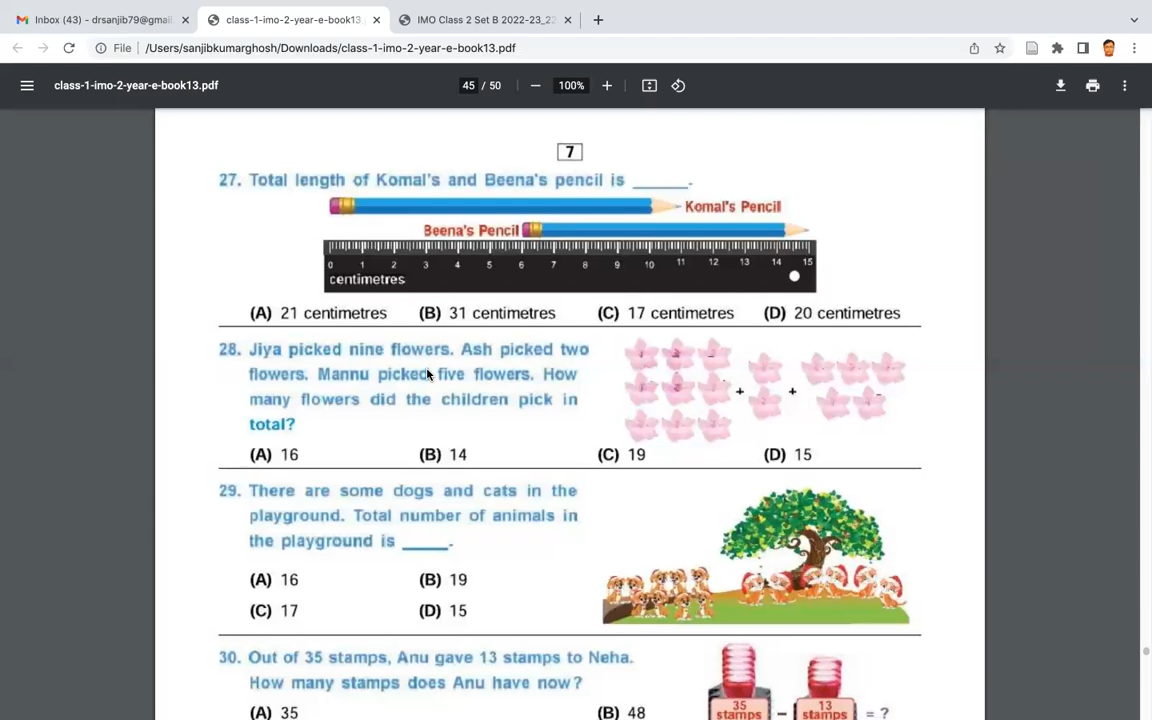 Inbox (43) - drsanjib79@gmail
class-1-imo-2-year-e-book13.
IMO Class 2 Set B 2022-23_22
File /Users/sanjibkumarghosh/Downloads/class-1-imo-2-year-e-book13.pdf
class-1-imo-2-year-e-book13.pdf
45 / 50
100%
7
27. Total length of Komal's and Beena's pencil is ______.
Komal's Pencil
Beena's Pencil
0 1 2 3 4 5 6 7 8 9 10 11 12 13 14 15
centimetres
(A) 21 centimetres (B) 31 centimetres (C) 17 centimetres (D) 20 centimetres
28. Jiya picked nine flowers. Ash picked two
flowers. Mannu picked five flowers. How
many flowers did the children pick in
total?
+ +
(A) 16 (B) 14 (C) 19 (D) 15
29. There are some dogs and cats in the
playground. Total number of animals in
the playground is _____.
(A) 16 (B) 19
(C) 17 (D) 15
30. Out of 35 stamps, Anu gave 13 stamps to Neha.
How many stamps does Anu have now?
35 stamps − 13 stamps = ?
(A) 35 (B) 48